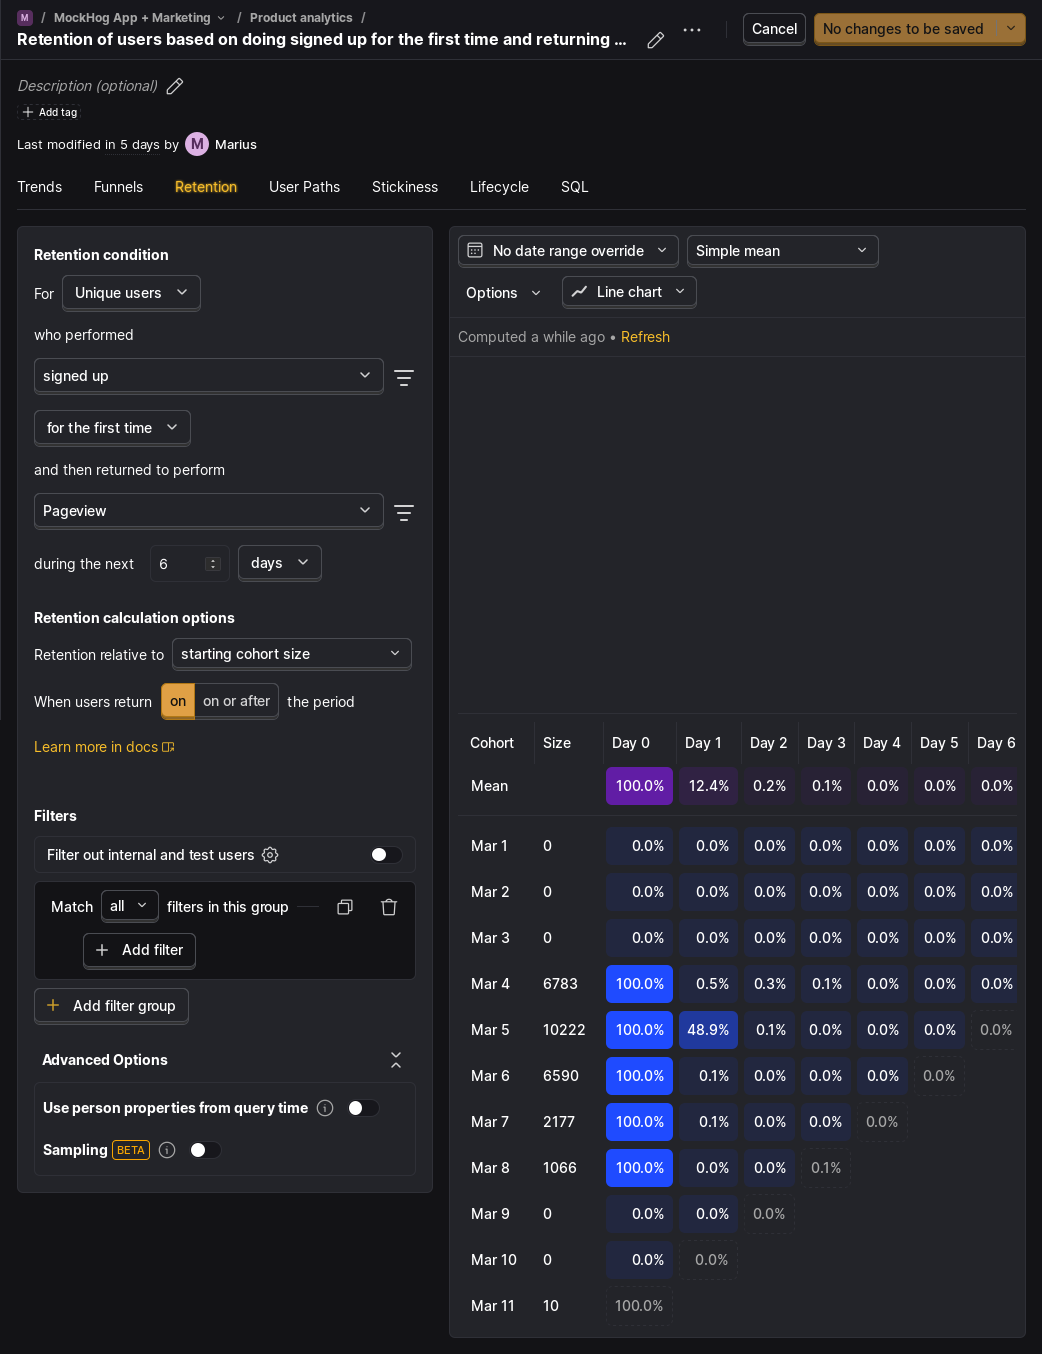 M / MockHog App + Marketing / Product analytics /
Retention of users based on doing signed up for the first time and returning ...
Cancel
No changes to be saved
Description (optional)
Add tag
Last modified in 5 days by M Marius
Trends Funnels Retention User Paths Stickiness Lifecycle SQL
Retention condition
For Unique users
who performed
signed up
for the first time
and then returned to perform
Pageview
during the next 6 days
Retention calculation options
Retention relative to starting cohort size
When users return on on or after the period
Learn more in docs
Filters
Filter out internal and test users
Match all filters in this group
Add filter
Add filter group
Advanced Options
Use person properties from query time
Sampling BETA
No date range override Simple mean
Options Line chart
Computed a while ago • Refresh
Cohort Size Day 0 Day 1 Day 2 Day 3 Day 4 Day 5 Day 6
Mean 100.0% 12.4% 0.2% 0.1% 0.0% 0.0% 0.0%
Mar 1 0 0.0% 0.0% 0.0% 0.0% 0.0% 0.0% 0.0%
Mar 2 0 0.0% 0.0% 0.0% 0.0% 0.0% 0.0% 0.0%
Mar 3 0 0.0% 0.0% 0.0% 0.0% 0.0% 0.0% 0.0%
Mar 4 6783 100.0% 0.5% 0.3% 0.1% 0.0% 0.0% 0.0%
Mar 5 10222 100.0% 48.9% 0.1% 0.0% 0.0% 0.0% 0.0%
Mar 6 6590 100.0% 0.1% 0.0% 0.0% 0.0% 0.0%
Mar 7 2177 100.0% 0.1% 0.0% 0.0% 0.0%
Mar 8 1066 100.0% 0.0% 0.0% 0.1%
Mar 9 0 0.0% 0.0% 0.0%
Mar 10 0 0.0% 0.0%
Mar 11 10 100.0%